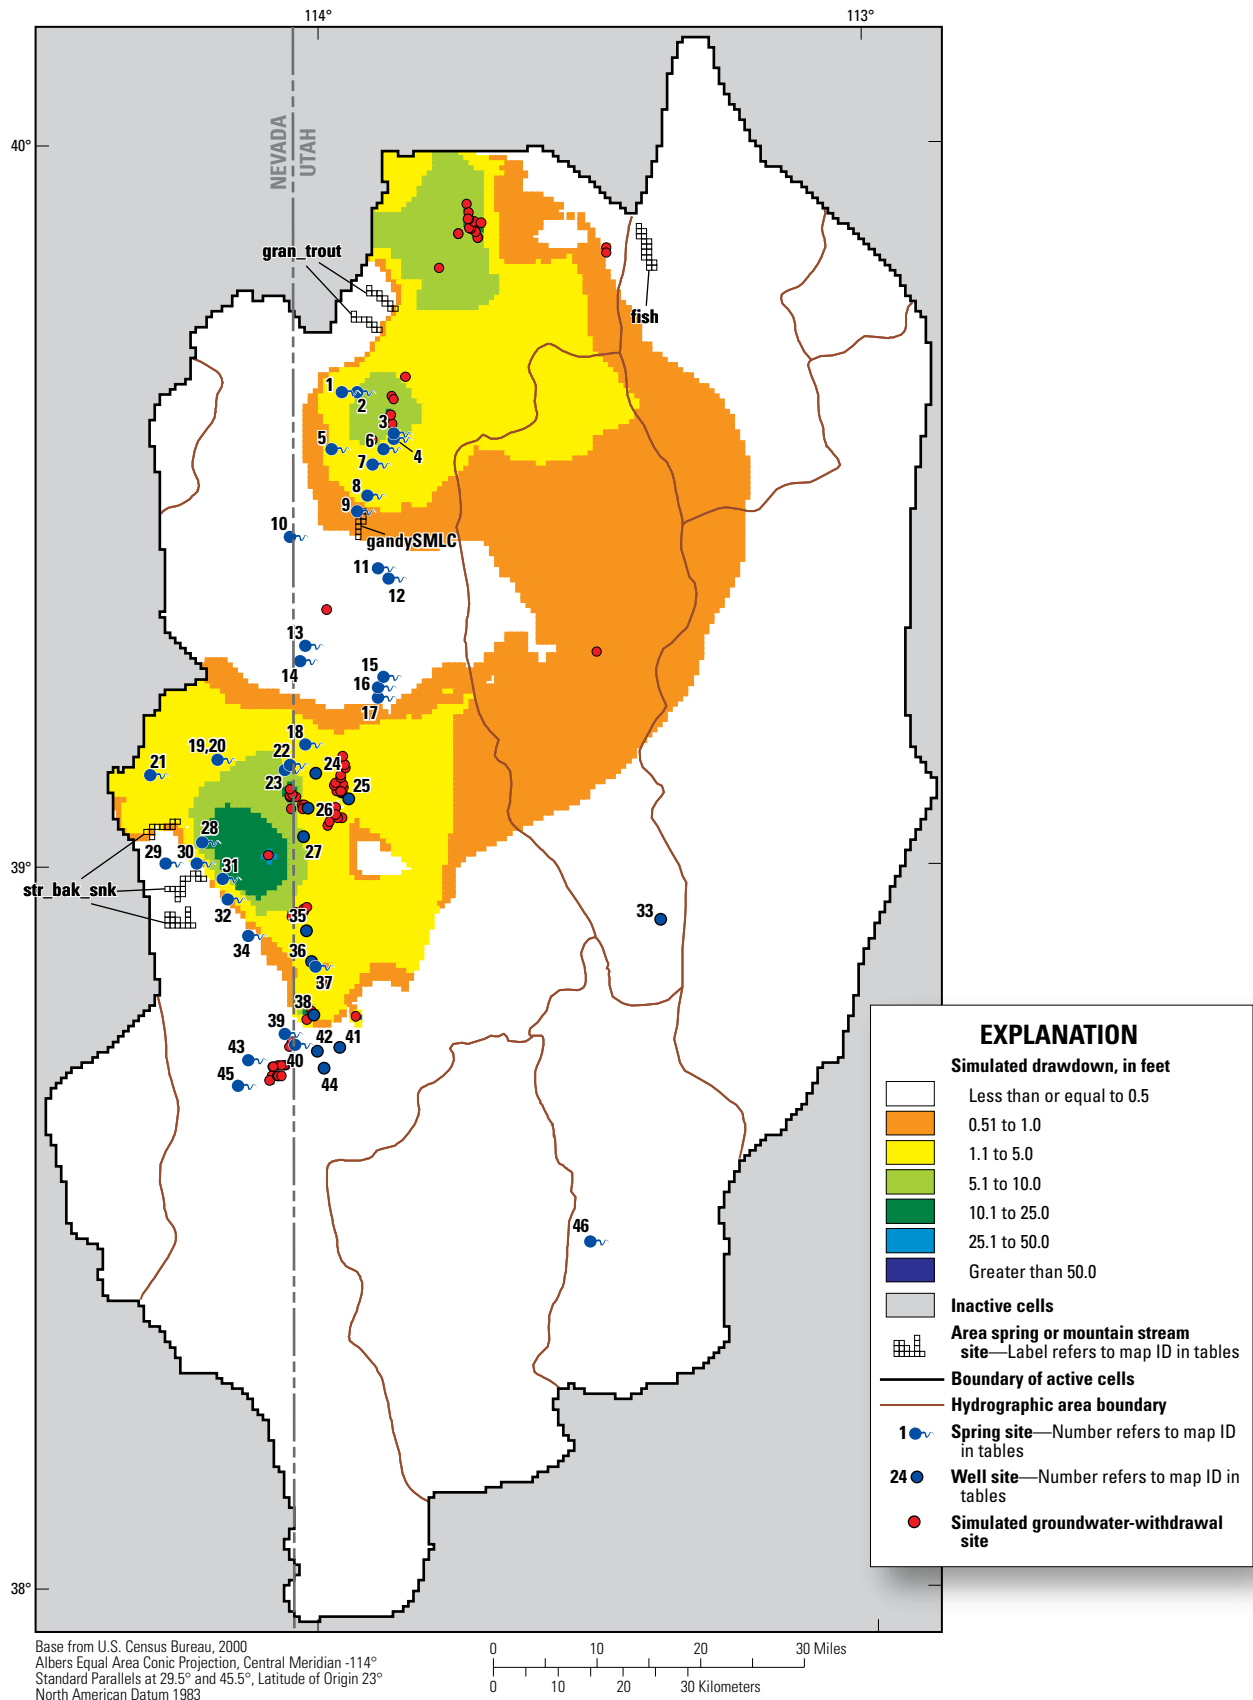 114°
113°
40°
NEVADA
UTAH
gran_trout
fish
1
2
3
4
5
6
7
8
9
gandySMLC
10
11
12
13
14
15
16
17
18
19,20
21
22
23
24
25
26
27
28
29
30
31
39°
str_bak_snk
32
33
34
35
36
37
38
39
40
41
42
43
44
45
46
38°
EXPLANATION
Simulated drawdown, in feet
Less than or equal to 0.5
0.51 to 1.0
1.1 to 5.0
5.1 to 10.0
10.1 to 25.0
25.1 to 50.0
Greater than 50.0
Inactive cells
Area spring or mountain stream
site—Label refers to map ID in tables
Boundary of active cells
Hydrographic area boundary
1 Spring site—Number refers to map ID
in tables
24 Well site—Number refers to map ID in
tables
Simulated groundwater-withdrawal
site
Base from U.S. Census Bureau, 2000
Albers Equal Area Conic Projection, Central Meridian -114°
Standard Parallels at 29.5° and 45.5°, Latitude of Origin 23°
North American Datum 1983
0 10 20 30 Miles
0 10 20 30 Kilometers